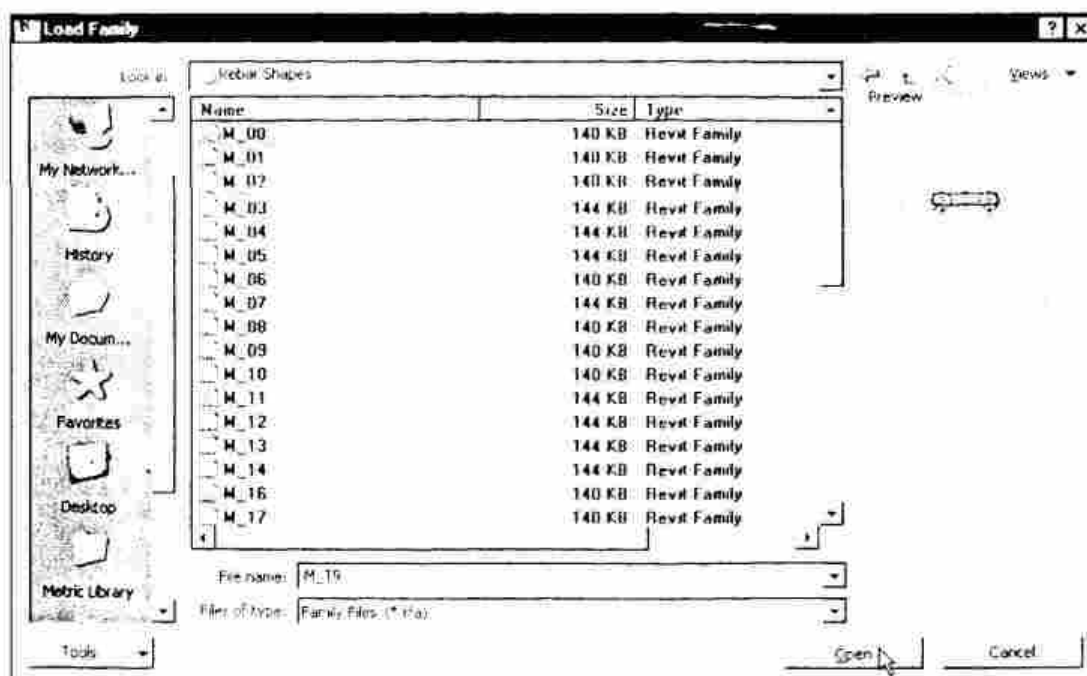 Load Family
Look in: Rebar Shapes Views
Preview
Name Size Type
M_00 140 KB Revit Family
M_01 140 KB Revit Family
M_02 140 KB Revit Family
M_03 144 KB Revit Family
M_04 144 KB Revit Family
M_05 144 KB Revit Family
M_06 140 KB Revit Family
M_07 144 KB Revit Family
M_08 140 KB Revit Family
M_09 140 KB Revit Family
M_10 140 KB Revit Family
M_11 144 KB Revit Family
M_12 144 KB Revit Family
M_13 144 KB Revit Family
M_14 144 KB Revit Family
M_16 140 KB Revit Family
M_17 140 KB Revit Family
My Network...
History
My Docum...
Favorites
Desktop
Metric Library
File name: M_T9
Files of type: Family Files (*.rfa)
Tools Open Cancel